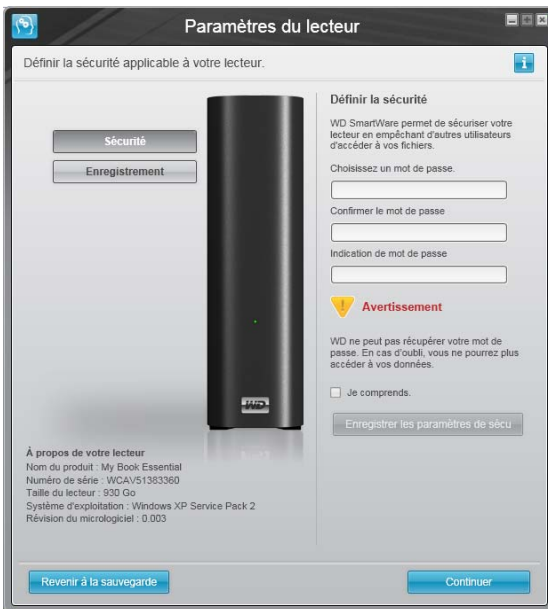 Paramètres du lecteur
Définir la sécurité applicable à votre lecteur.
Sécurité
Enregistrement
WD
À propos de votre lecteur
Nom du produit : My Book Essential
Numéro de série : WCAV51383360
Taille du lecteur : 930 Go
Système d'exploitation : Windows XP Service Pack 2
Révision du micrologiciel : 0.003
Définir la sécurité
WD SmartWare permet de sécuriser votre
lecteur en empêchant d'autres utilisateurs
d'accéder à vos fichiers.
Choisissez un mot de passe.
Confirmer le mot de passe
Indication de mot de passe
Avertissement
WD ne peut pas récupérer votre mot de
passe. En cas d'oubli, vous ne pourrez plus
accéder à vos données.
Je comprends.
Enregistrer les paramètres de sécu
Revenir à la sauvegarde
Continuer